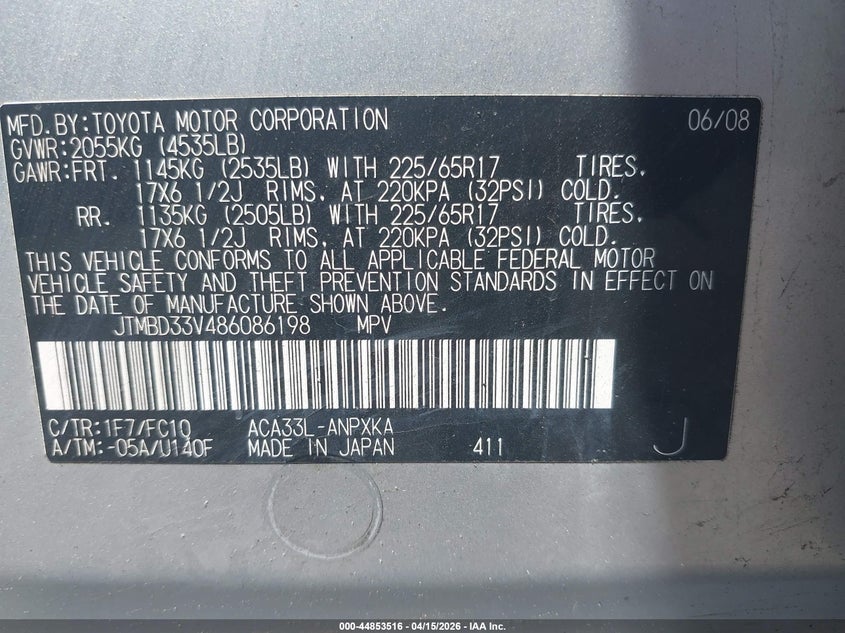 MFD.BY:TOYOTA MOTOR CORPORATION 06/08
GVWR:2055KG (4535LB)
GAWR:FRT. 1145KG (2535LB) WITH 225/65R17 TIRES,
17X6 1/2J RIMS, AT 220KPA (32PSI) COLD.
RR. 1135KG (2505LB) WITH 225/65R17 TIRES,
17X6 1/2J RIMS, AT 220KPA (32PSI) COLD.
THIS VEHICLE CONFORMS TO ALL APPLICABLE FEDERAL MOTOR
VEHICLE SAFETY AND THEFT PREVENTION STANDARDS IN EFFECT ON
THE DATE OF MANUFACTURE SHOWN ABOVE.
JTMBD33V486086198 MPV
C/TR:1F7/FC10 ACA33L-ANPXKA
A/TM:-05A/U140F MADE IN JAPAN 411 J
000-44853516 - 04/15/2026 - IAA Inc.